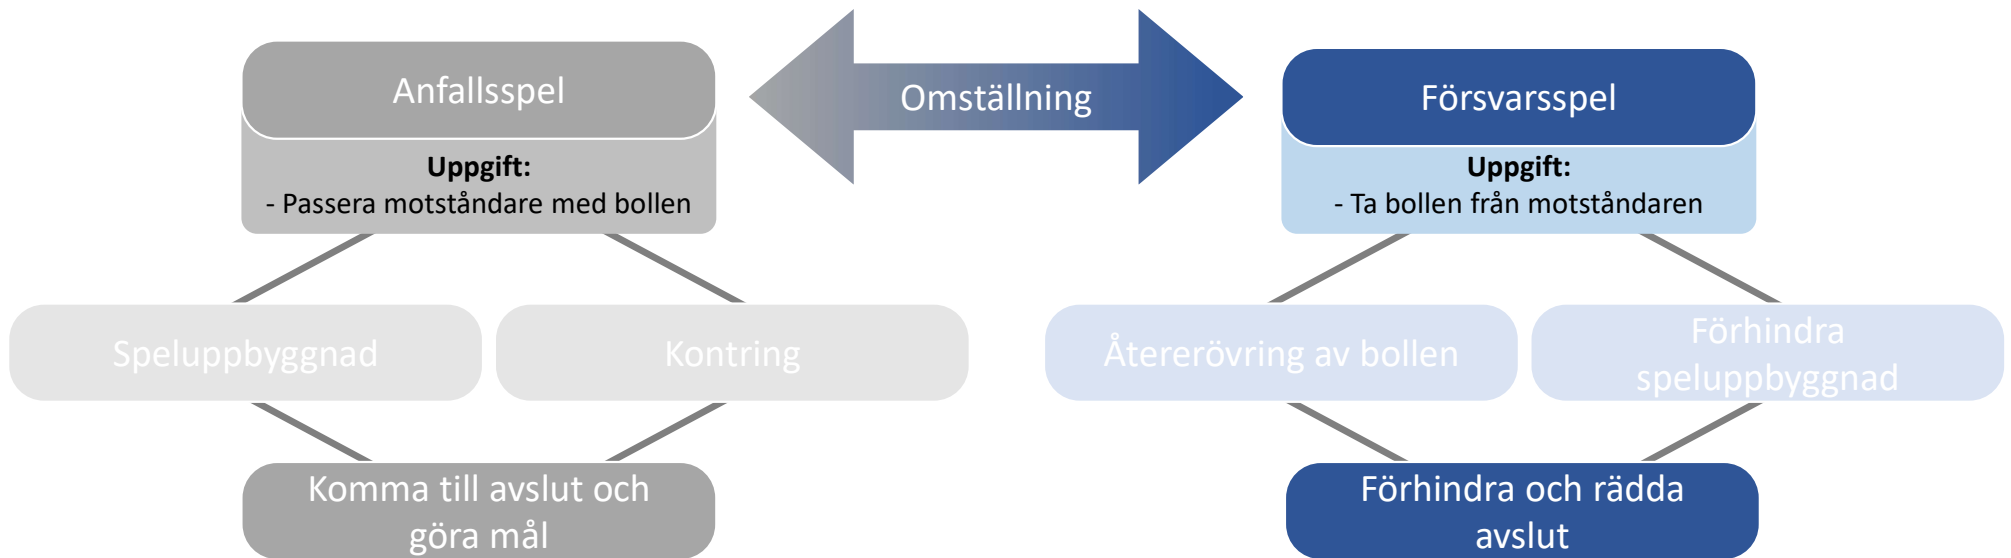 Anfallsspel
Omställning
Försvarsspel
Uppgift:
- Passera motståndare med bollen
Uppgift:
- Ta bollen från motståndaren
Speluppbyggnad
Kontring
Återerövring av bollen
Förhindra
speluppbyggnad
Komma till avslut och
göra mål
Förhindra och rädda
avslut